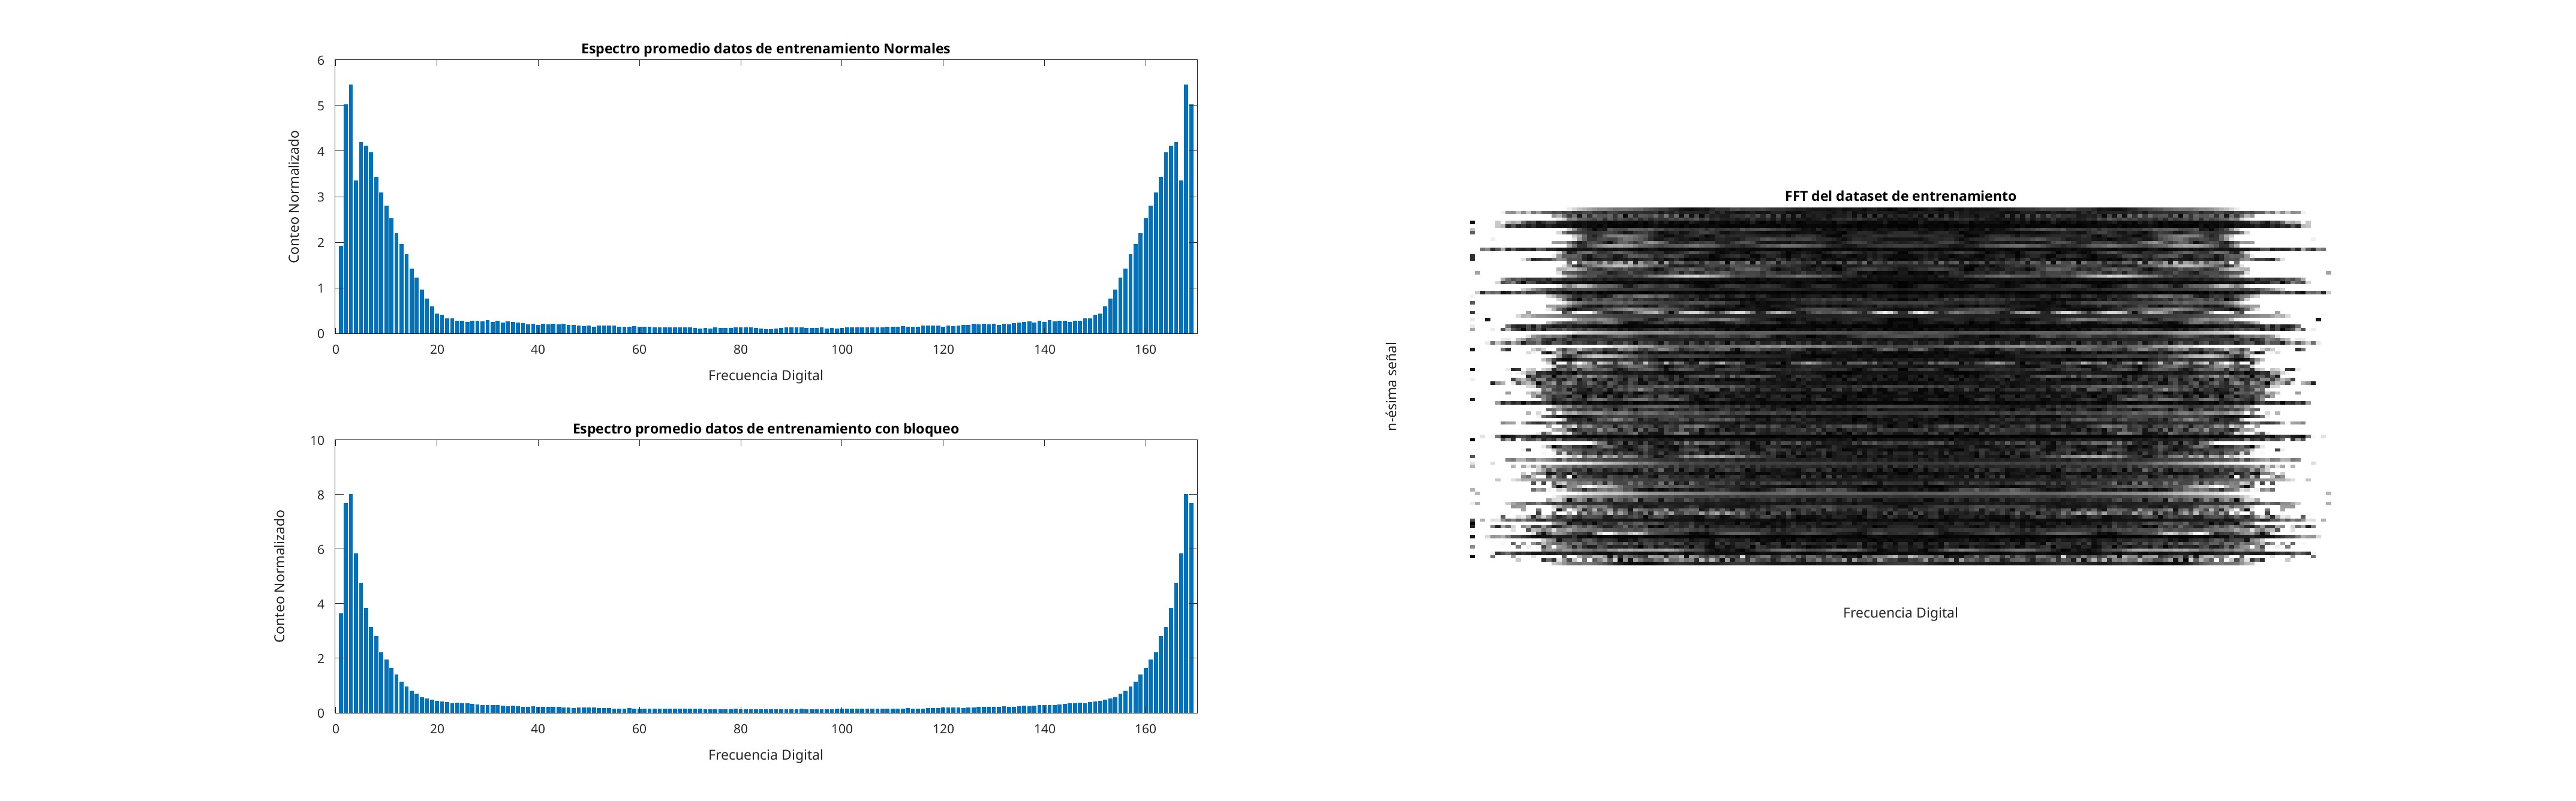 Espectro promedio datos de entrenamiento Normales
6
5
4
3
2
1
0
Conteo Normalizado
0 20 40 60 80 100 120 140 160
Frecuencia Digital
Espectro promedio datos de entrenamiento con bloqueo
10
8
6
4
2
0
Conteo Normalizado
0 20 40 60 80 100 120 140 160
Frecuencia Digital
FFT del dataset de entrenamiento
n-ésima señal
Frecuencia Digital